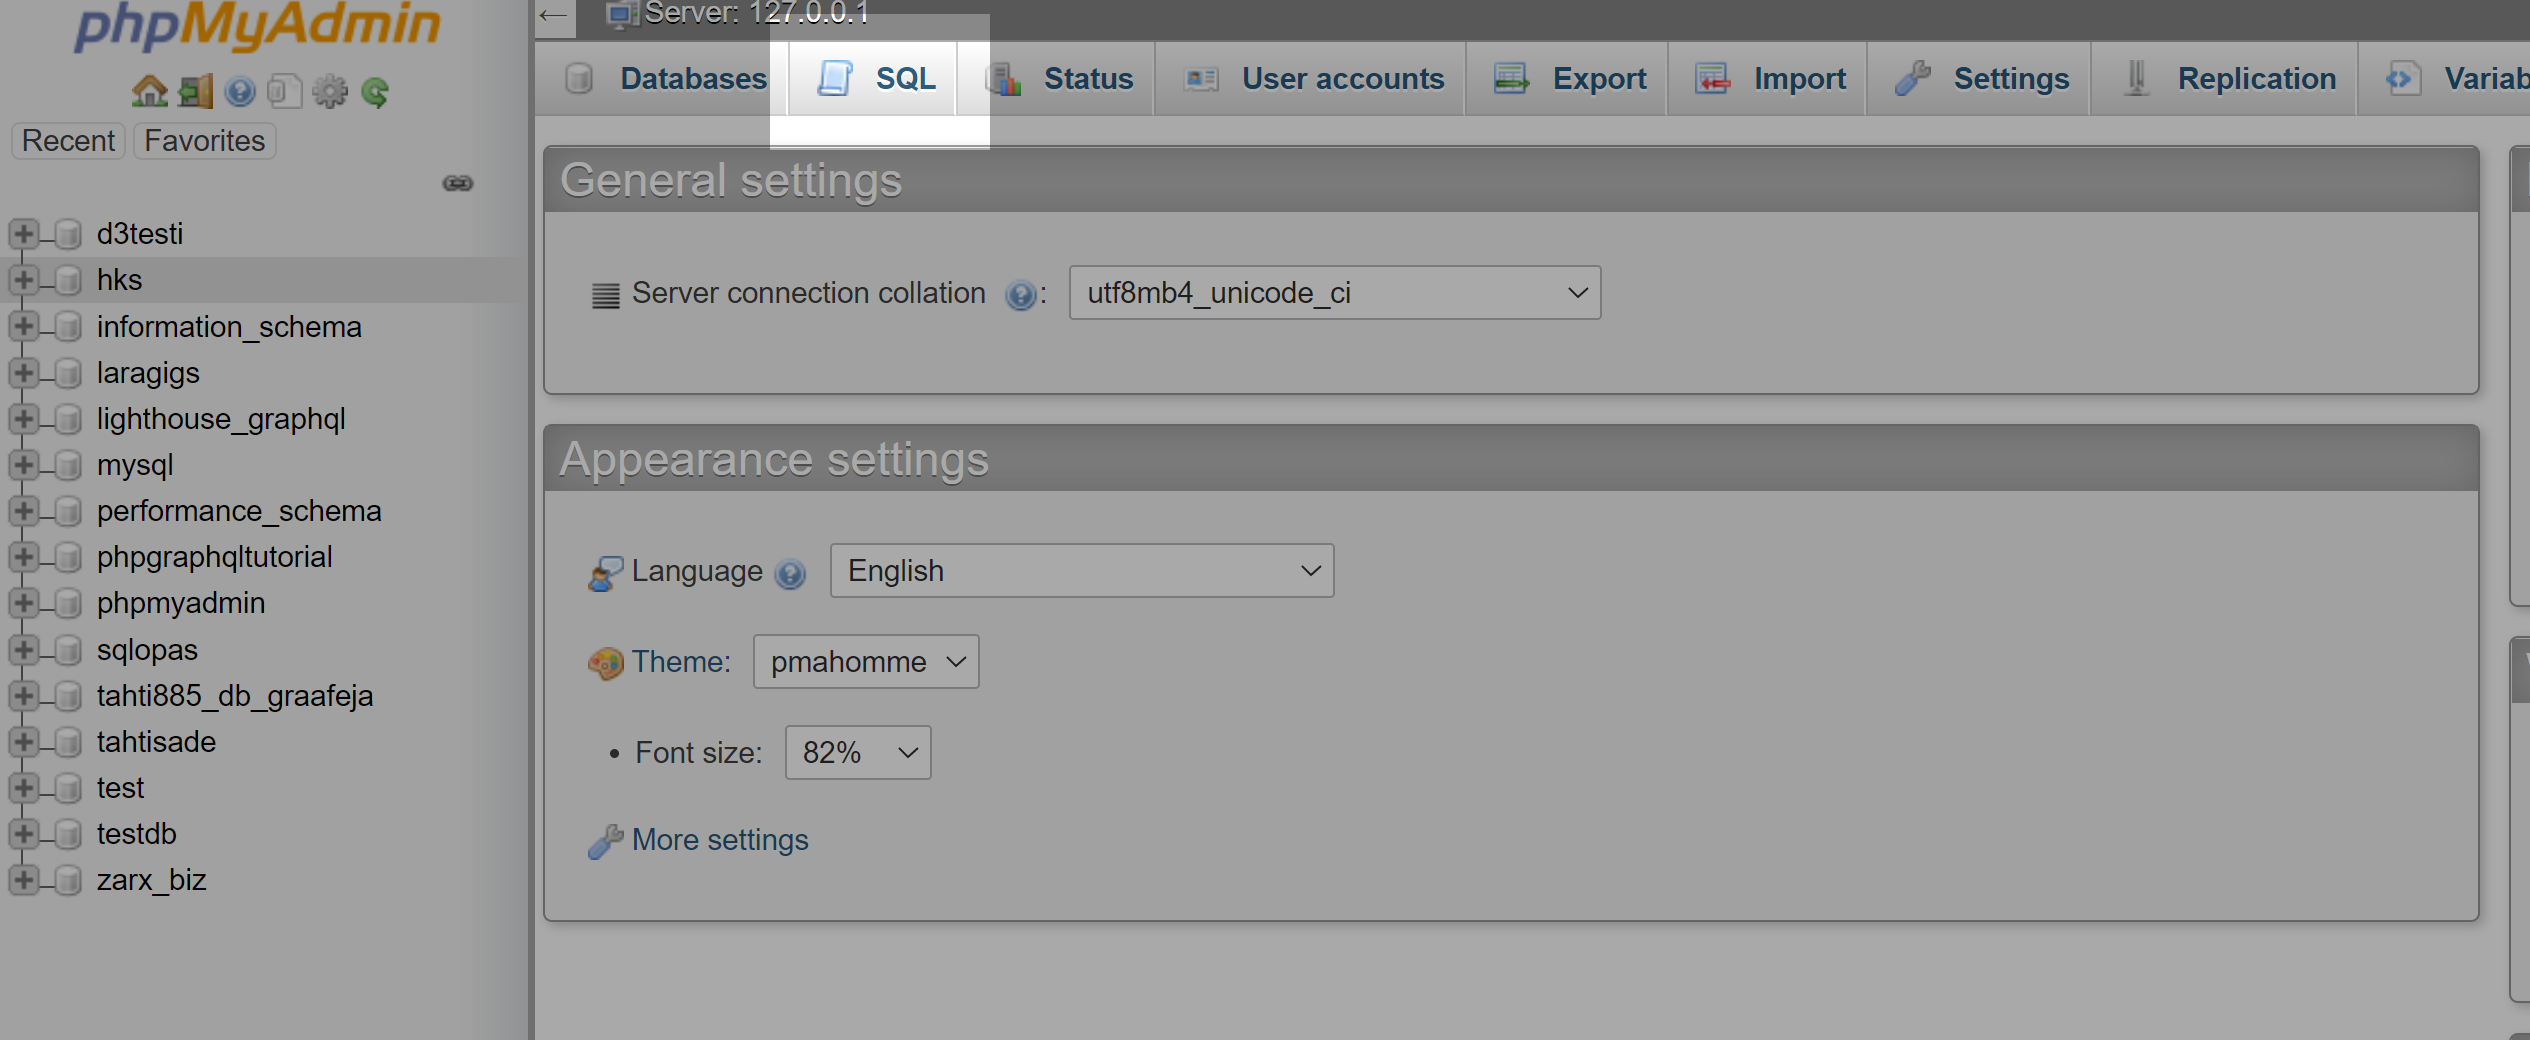 phpMyAdmin
Recent Favorites
d3testi
hks
information_schema
laragigs
lighthouse_graphql
mysql
performance_schema
phpgraphqltutorial
phpmyadmin
sqlopas
tahti885_db_graafeja
tahtisade
test
testdb
zarx_biz
Server: 127.0.0.1
Databases SQL Status User accounts Export Import Settings Replication Variab
General settings
Server connection collation : utf8mb4_unicode_ci
Appearance settings
Language English
Theme: pmahomme
• Font size: 82%
More settings